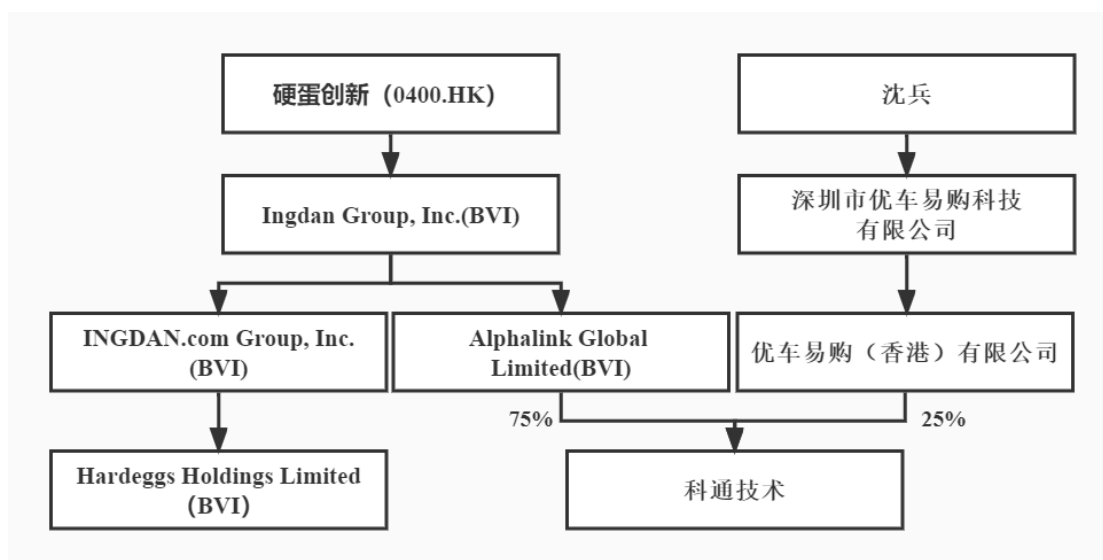 硬蛋创新（0400.HK）
沈兵
Ingdan Group, Inc.(BVI)
深圳市优车易购科技
有限公司
INGDAN.com Group, Inc.
(BVI)
Alphalink Global
Limited(BVI)
优车易购（香港）有限公司
75%
25%
Hardeggs Holdings Limited
（BVI）
科通技术